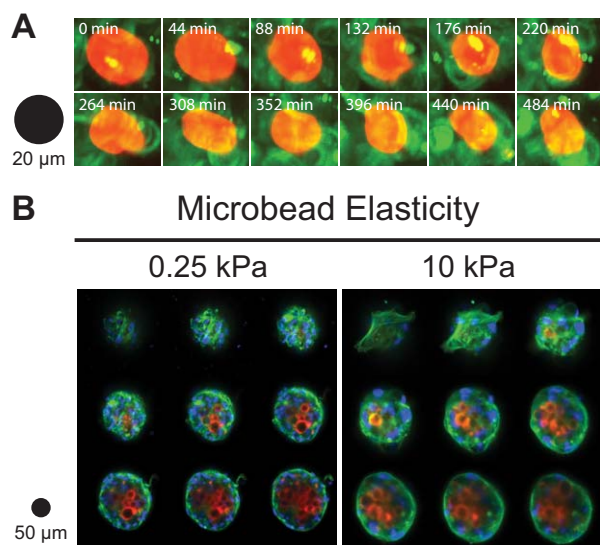 A
0 min 44 min 88 min 132 min 176 min 220 min
264 min 308 min 352 min 396 min 440 min 484 min
20 µm
B
Microbead Elasticity
0.25 kPa 10 kPa
50 µm